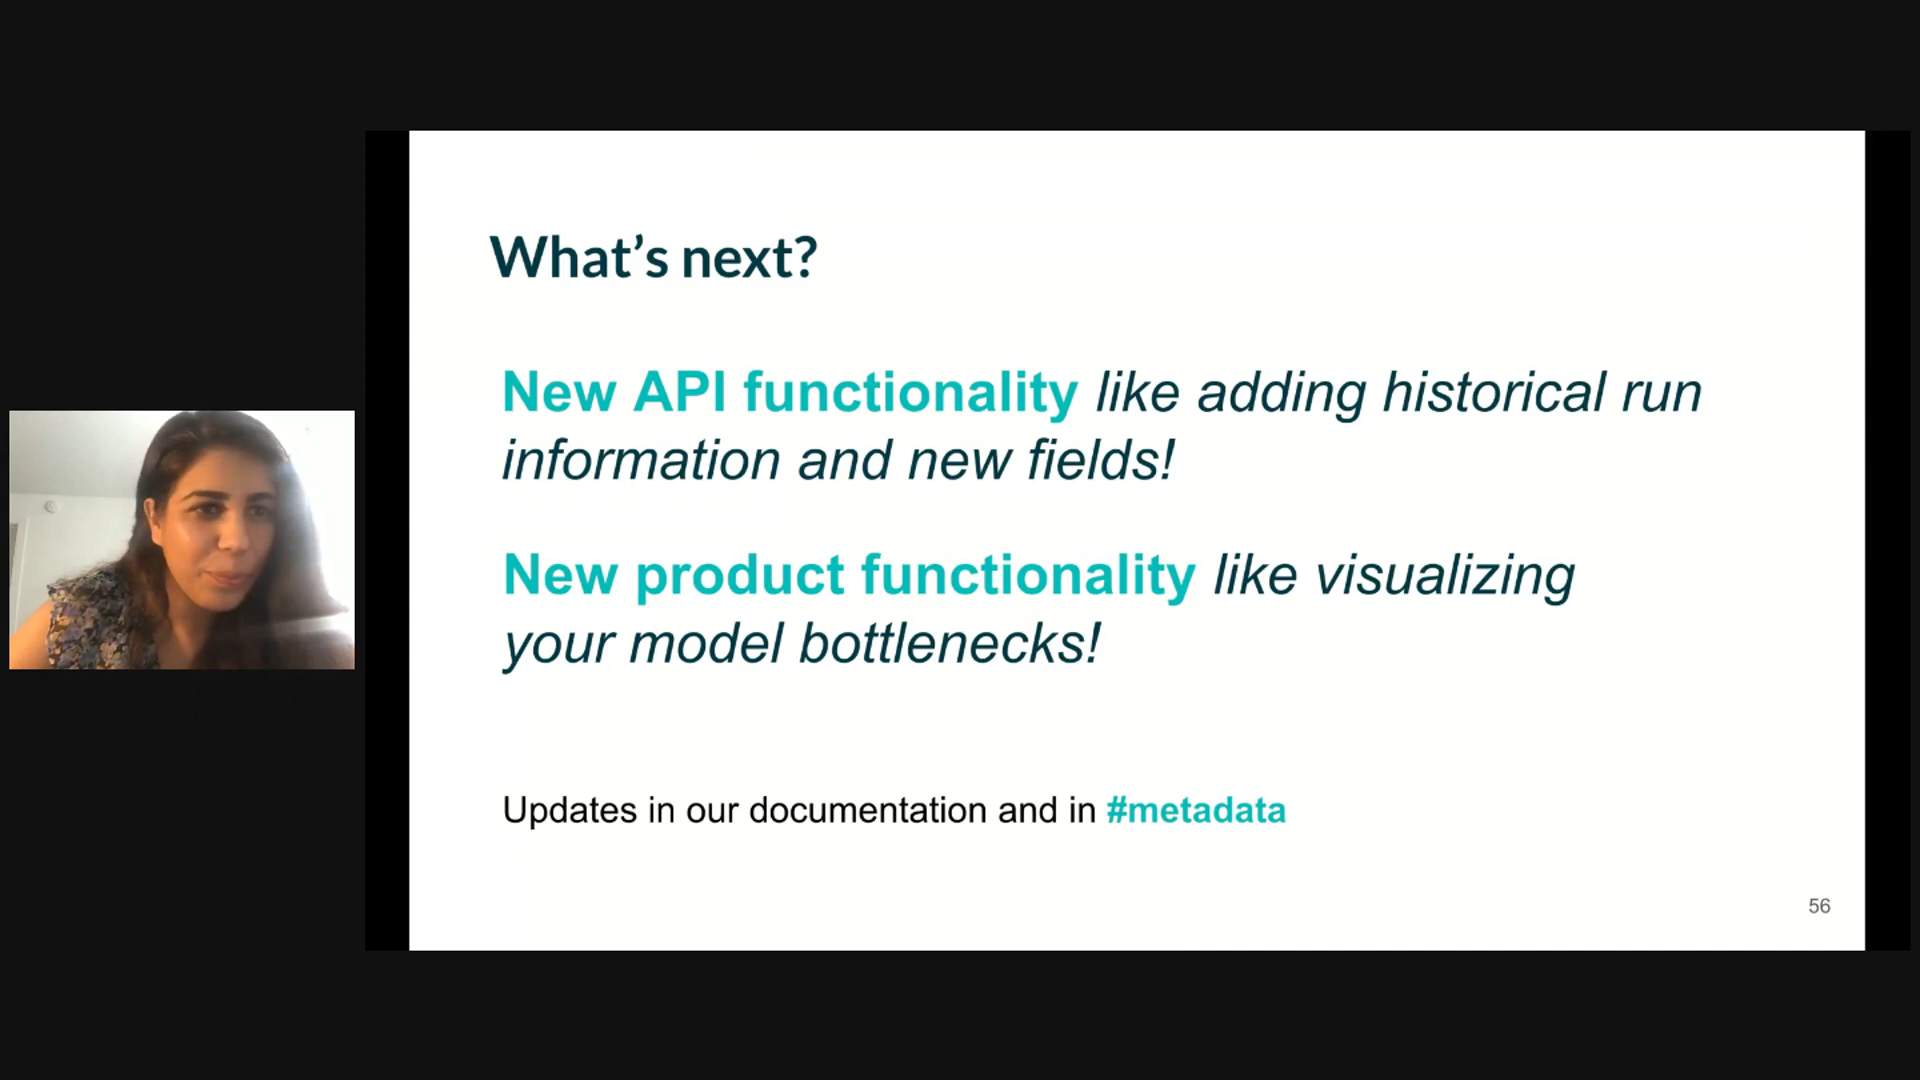 What’s next?
New API functionality like adding historical run
information and new fields!
New product functionality like visualizing
your model bottlenecks!
Updates in our documentation and in #metadata
56